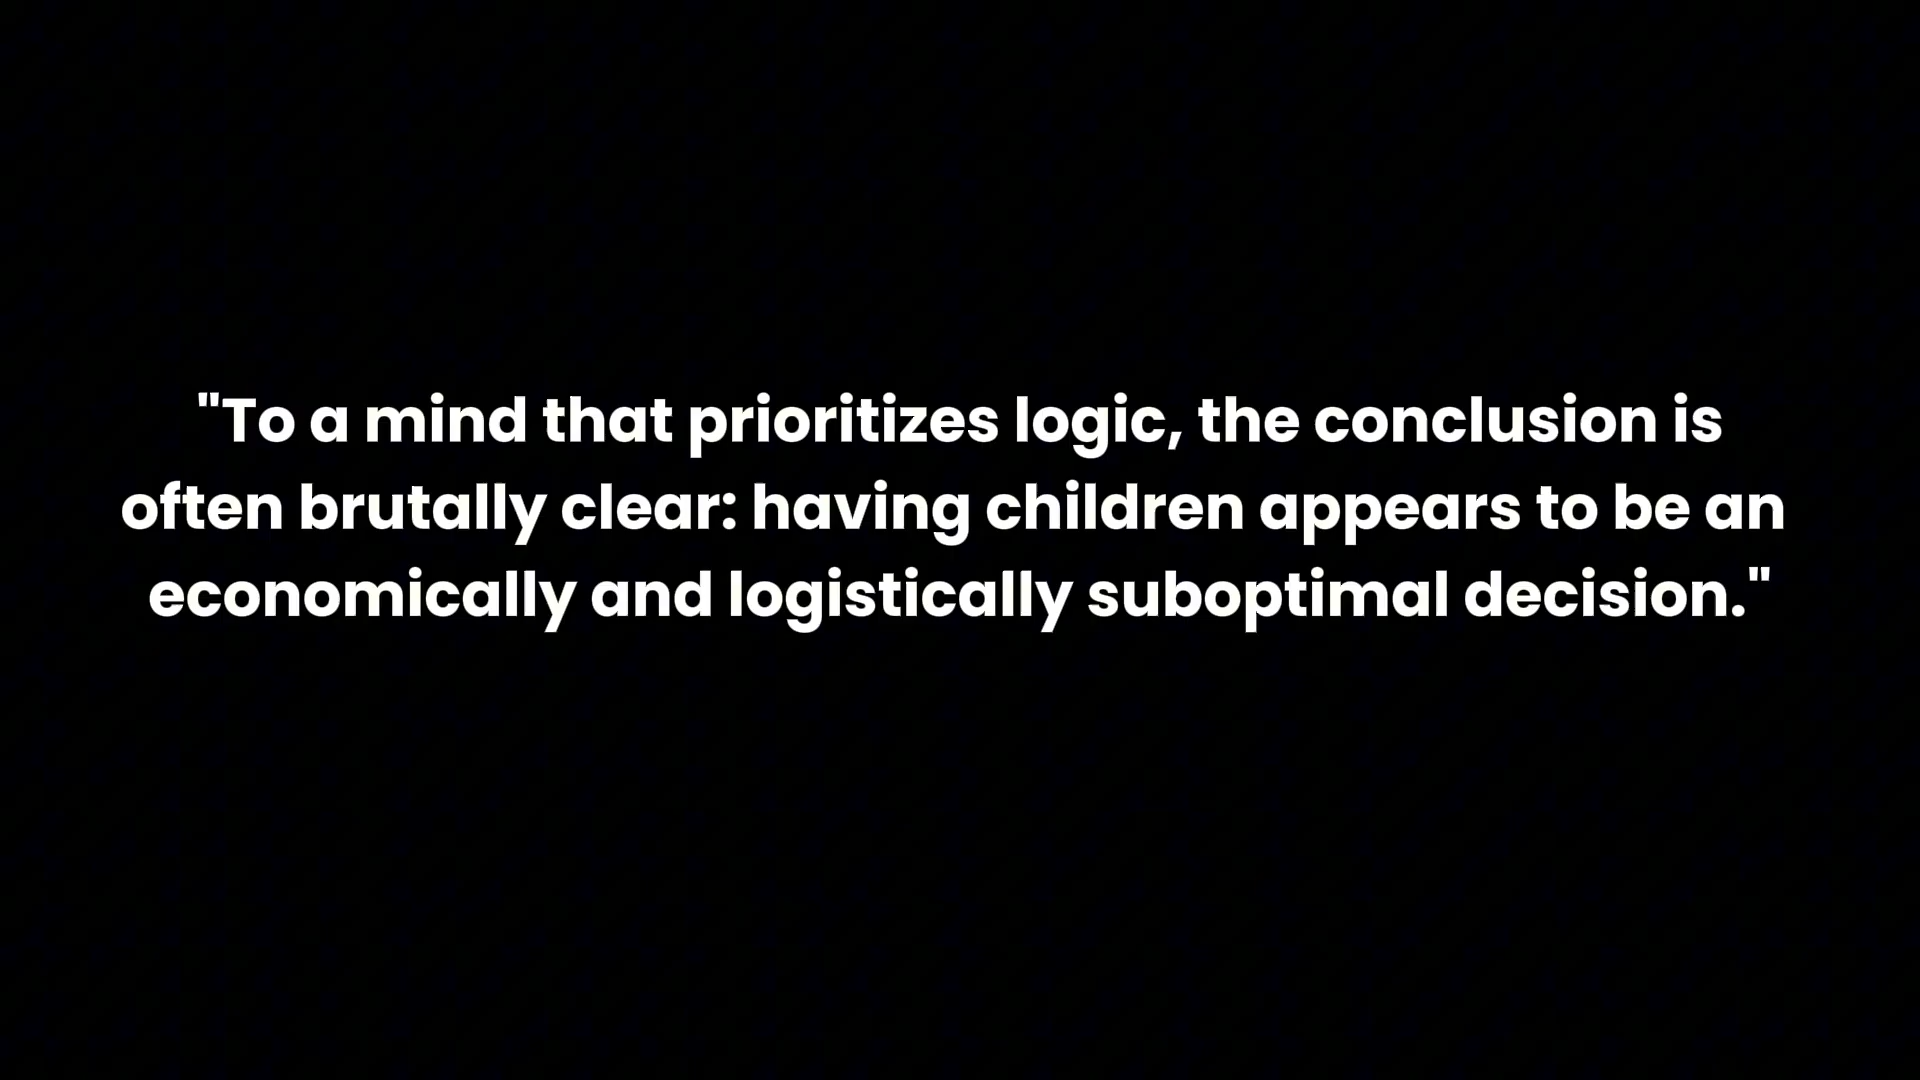 "To a mind that prioritizes logic, the conclusion is
often brutally clear: having children appears to be an
economically and logistically suboptimal decision."